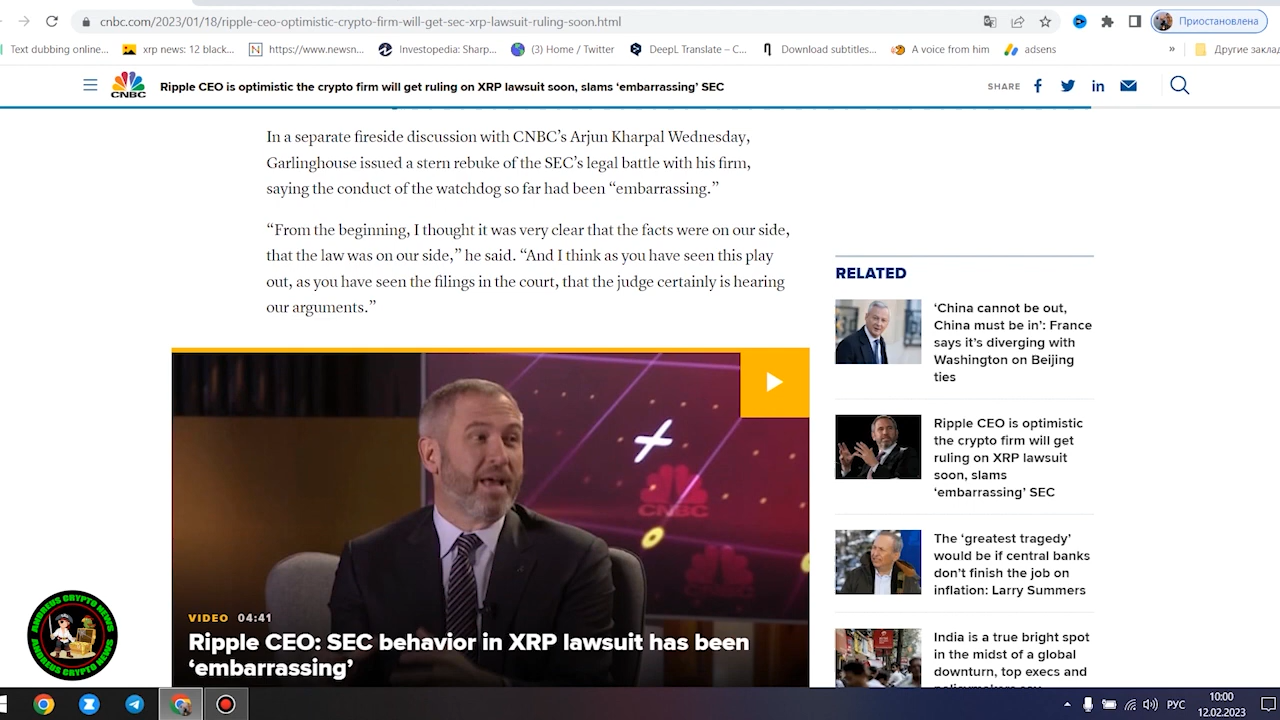 cnbc.com/2023/01/18/ripple-ceo-optimistic-crypto-firm-will-get-sec-xrp-lawsuit-ruling-soon.html
Приостановлена
Text dubbing online...
xrp news: 12 black...
https://www.newsn...
Investopedia: Sharp...
(3) Home / Twitter
DeepL Translate – C...
Download subtitles...
A voice from him
adsens
»
Другие заклад
CNBC
Ripple CEO is optimistic the crypto firm will get ruling on XRP lawsuit soon, slams ‘embarrassing’ SEC
SHARE
In a separate fireside discussion with CNBC’s Arjun Kharpal Wednesday,
Garlinghouse issued a stern rebuke of the SEC’s legal battle with his firm,
saying the conduct of the watchdog so far had been “embarrassing.”
“From the beginning, I thought it was very clear that the facts were on our side,
that the law was on our side,” he said. “And I think as you have seen this play
out, as you have seen the filings in the court, that the judge certainly is hearing
our arguments.”
CNBC
VIDEO 04:41
Ripple CEO: SEC behavior in XRP lawsuit has been
‘embarrassing’
RELATED
‘China cannot be out,
China must be in’: France
says it’s diverging with
Washington on Beijing
ties
Ripple CEO is optimistic
the crypto firm will get
ruling on XRP lawsuit
soon, slams
‘embarrassing’ SEC
The ‘greatest tragedy’
would be if central banks
don’t finish the job on
inflation: Larry Summers
India is a true bright spot
in the midst of a global
downturn, top execs and
ANDREUS CRYPTO NEWS
ANDREUS CRYPTO NEWS
РУС
10:00
12.02.2023